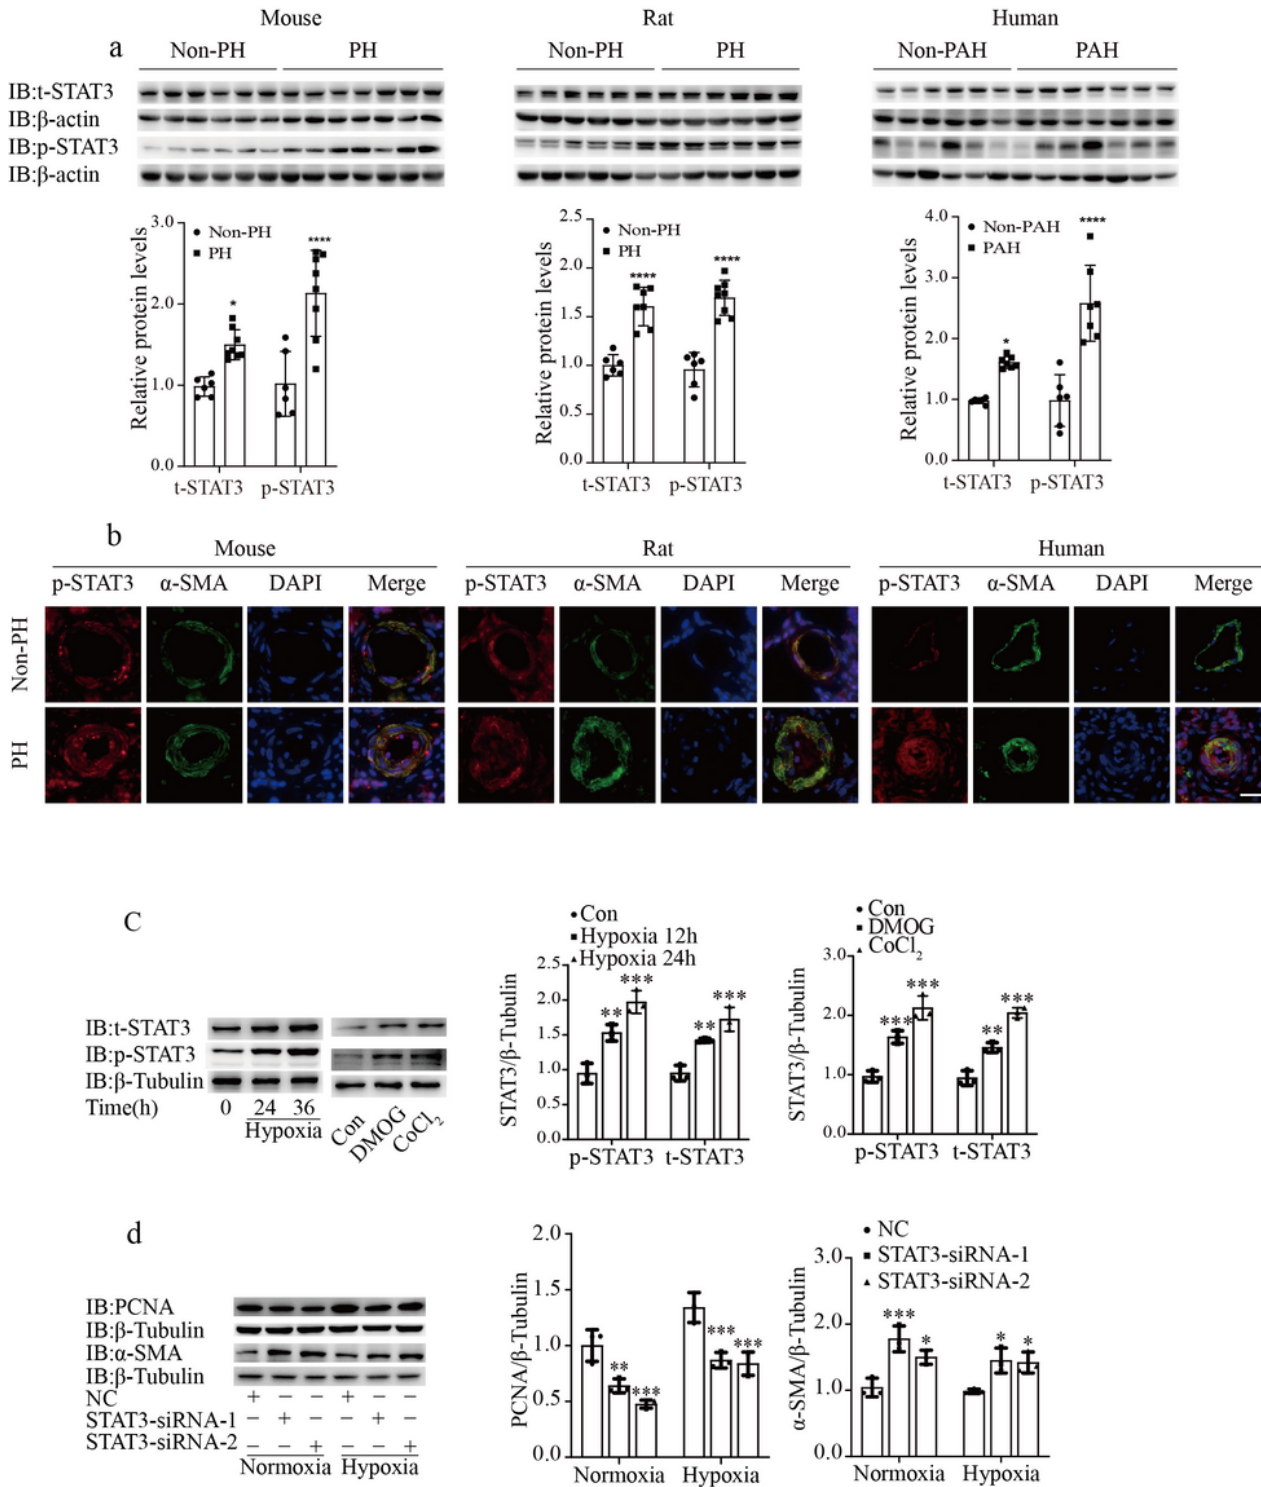 Mouse Rat Human
a
Non-PH PH Non-PH PH Non-PAH PAH
IB:t-STAT3
IB:β-actin
IB:p-STAT3
IB:β-actin
Relative protein levels
3.0
2.0
1.0
0.0
Non-PH
PH
*
****
t-STAT3 p-STAT3
Relative protein levels
2.5
2.0
1.5
1.0
0.5
0.0
Non-PH
PH
****
****
t-STAT3 p-STAT3
Relative protein levels
4.0
3.0
2.0
1.0
0.0
Non-PAH
PAH
*
****
t-STAT3 p-STAT3
b
Mouse Rat Human
p-STAT3 α-SMA DAPI Merge p-STAT3 α-SMA DAPI Merge p-STAT3 α-SMA DAPI Merge
Non-PH
PH
C
IB:t-STAT3
IB:p-STAT3
IB:β-Tubulin
Time(h) 0 24 36
Hypoxia
Con DMOG CoCl₂
Con
Hypoxia 12h
Hypoxia 24h
STAT3/β-Tubulin
2.5
2.0
1.5
1.0
0.5
0.0
** *** ** ***
p-STAT3 t-STAT3
Con
DMOG
CoCl₂
STAT3/β-Tubulin
3.0
2.0
1.0
0.0
*** *** ** ***
p-STAT3 t-STAT3
d
IB:PCNA
IB:β-Tubulin
IB:α-SMA
IB:β-Tubulin
NC + − − + − −
STAT3-siRNA-1 − + − − + −
STAT3-siRNA-2 − − + − − +
Normoxia Hypoxia
PCNA/β-Tubulin
2.0
1.5
1.0
0.5
0.0
** *** *** ***
Normoxia Hypoxia
NC
STAT3-siRNA-1
STAT3-siRNA-2
α-SMA/β-Tubulin
3.0
2.0
1.0
0.0
*** * * *
Normoxia Hypoxia